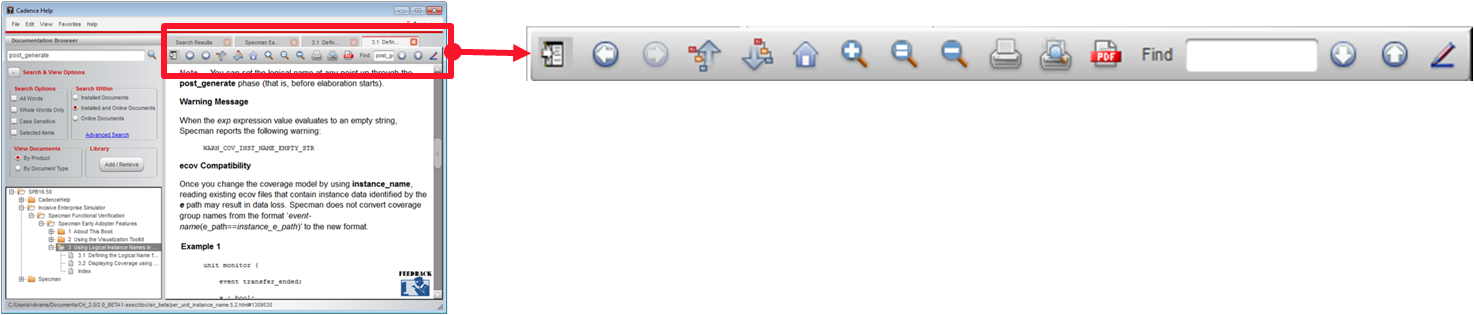 Cadence Help
File Edit View Favorites Help
Documentation Browser
post_generate
Search & View Options
Search Options
All Words
Whole Words Only
Case Sensitive
Selected Items
Search Within
Installed Documents
Installed and Online Documents
Online Documents
Advanced Search
View Documents
By Product
By Document Type
Library
Add / Remove
SPB16.50
CadenceHelp
Incisive Enterprise Simulator
Specman Functional Verification
Specman Early Adopter Features
1 About This Book
2 Using the Visualization Toolkit
3 Using Logical Instance Names in ...
3.1 Defining the Logical Name f...
3.2 Displaying Coverage using ...
Index
Specman
Search Results
Specman Ea...
3.1 Defin...
3.1 Defin...
PDF
Find post_g
Note You can set the logical name at any point up through the
post_generate phase (that is, before elaboration starts).
Warning Message
When the exp expression value evaluates to an empty string,
Specman reports the following warning:
WARN_COV_INST_NAME_EMPTY_STR
ecov Compatibility
Once you change the coverage model by using instance_name,
reading existing ecov files that contain instance data identified by the
e path may result in data loss. Specman does not convert coverage
group names from the format 'event-
name(e_path==instance_e_path)' to the new format.
Example 1
unit monitor {
event transfer_ended;
x : bool;
FEEDBACK
C:/Users/vikrams/Documents/CH_2.0/2.0_BETA1-exec/doc/sn_beta/per_unit_instance_name.5.2.html#1309530
PDF
Find